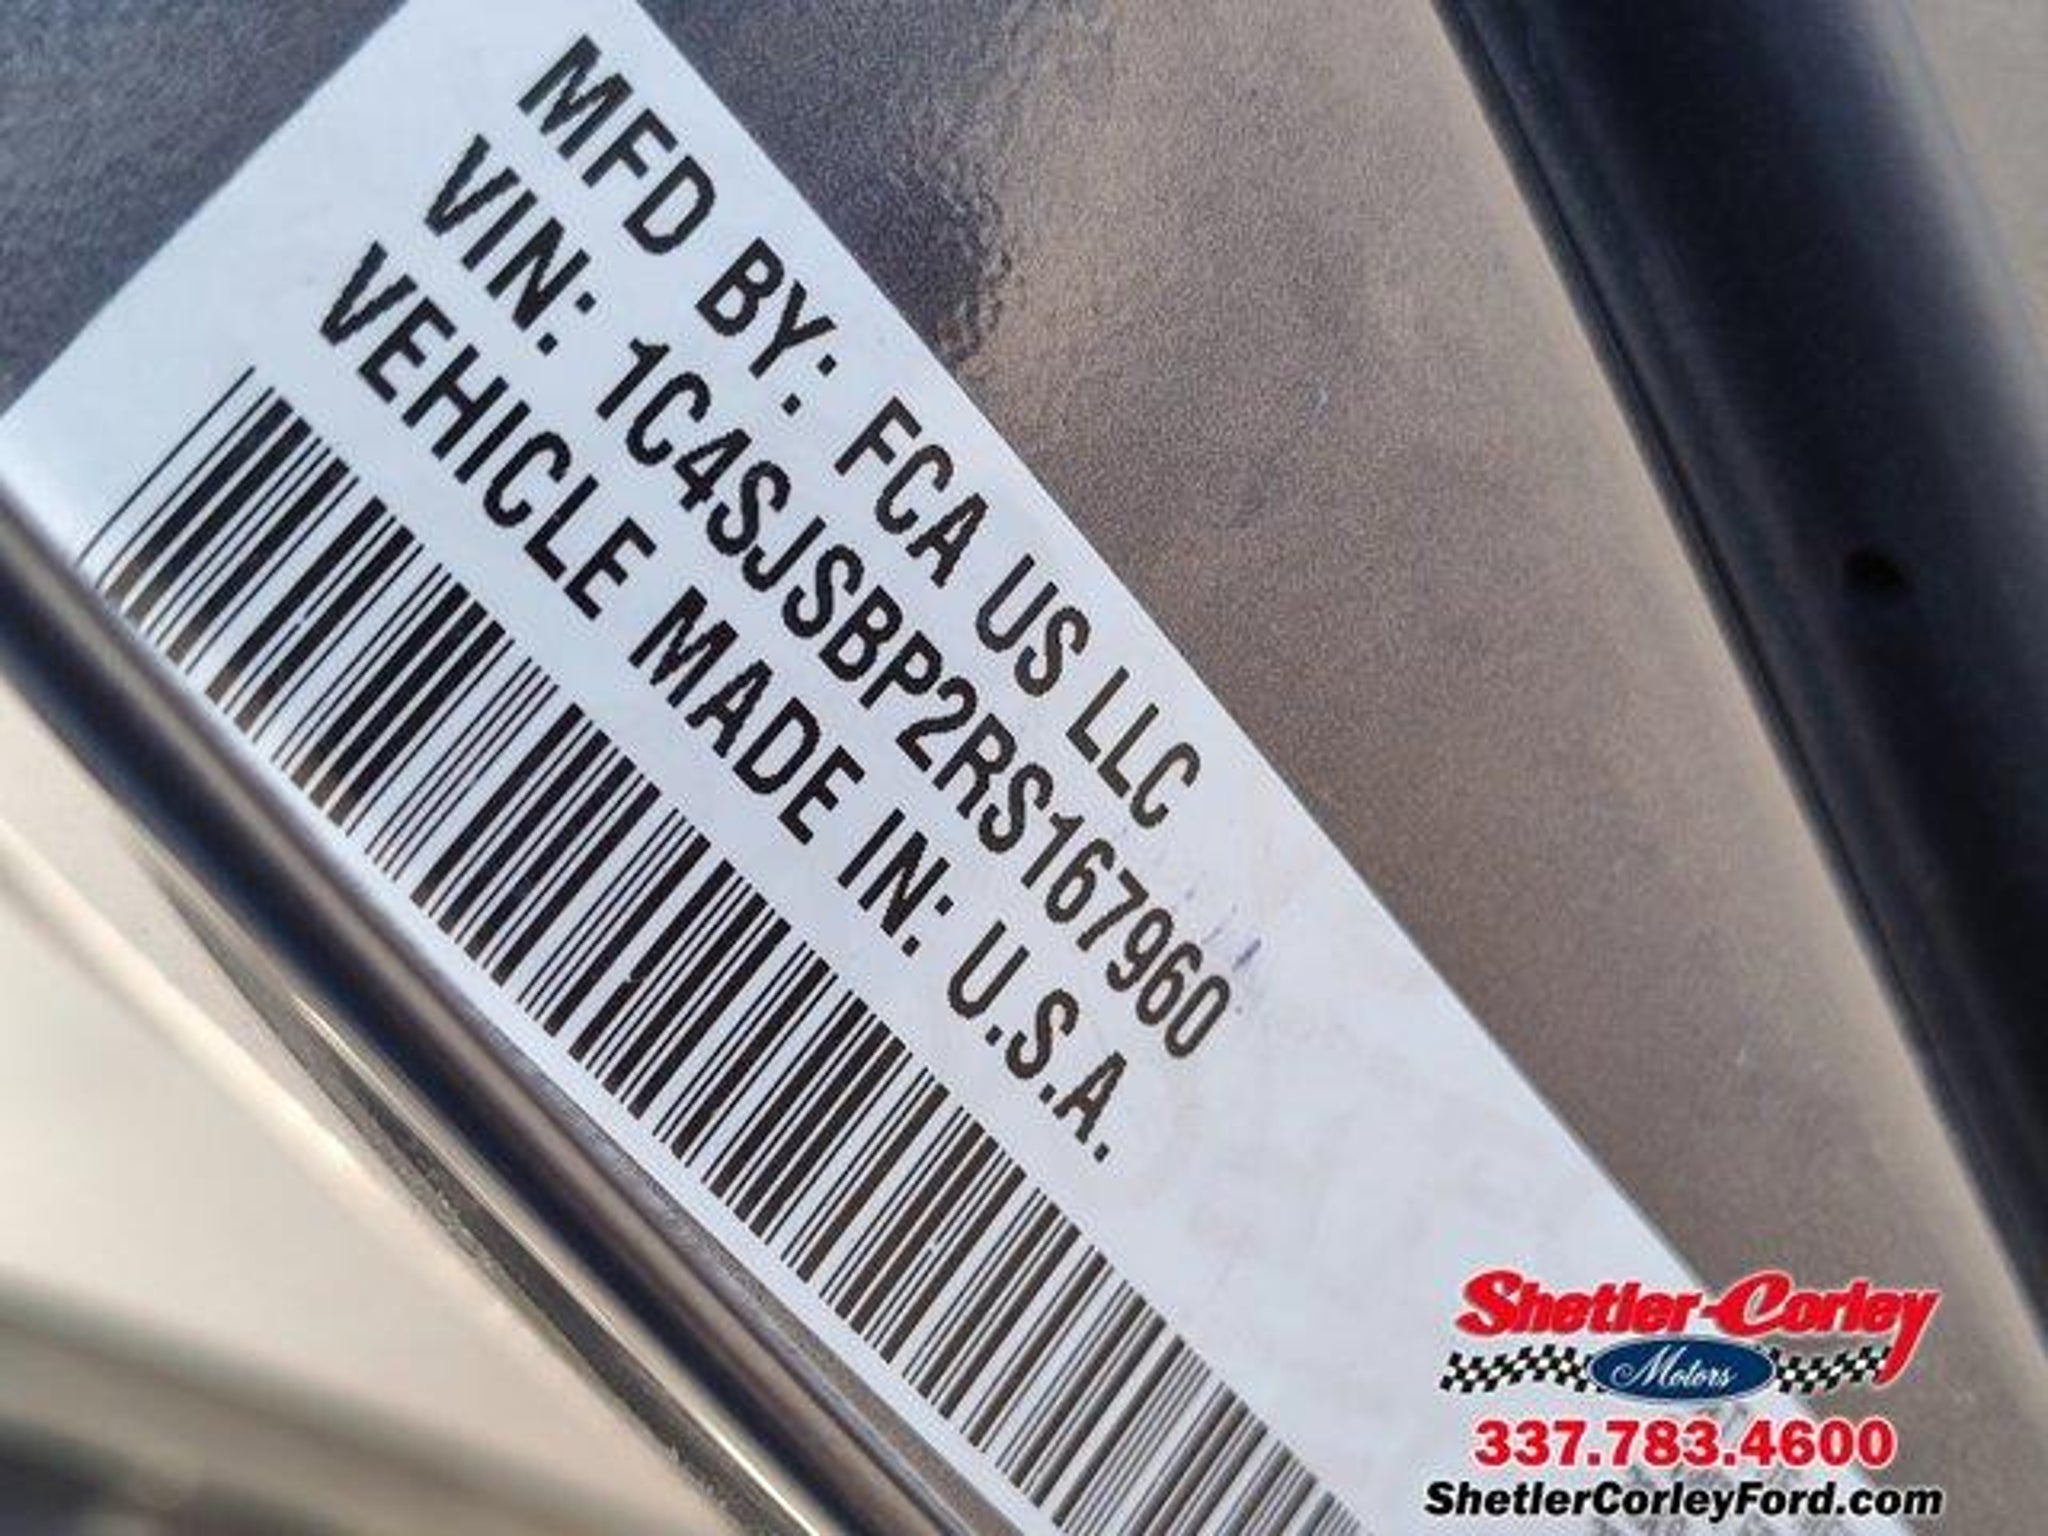 MFD BY: FCA US LLC
VIN: 1C4SJSBP2RS167960
VEHICLE MADE IN: U.S.A.
Shetler-Corley
Motors
337.783.4600
ShetlerCorleyFord.com